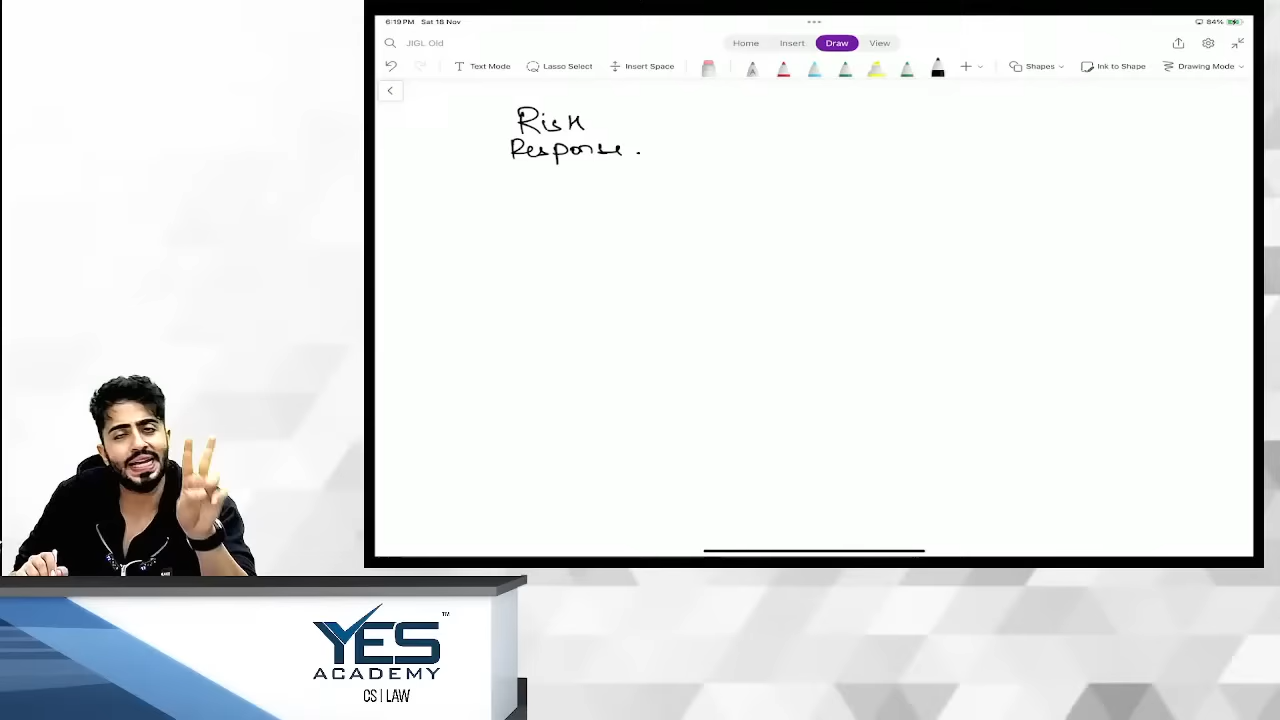 6:19 PM Sat 18 Nov
84%
JIGL Old
Home Insert Draw View
Text Mode Lasso Select Insert Space Shapes Ink to Shape Drawing Mode
Risk
Response.
YES™
ACADEMY
CS | LAW